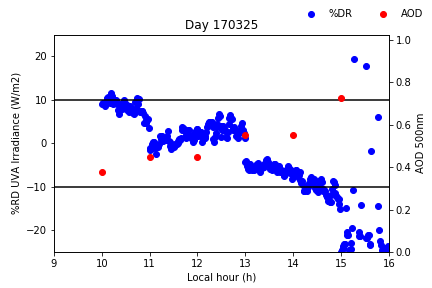 %DR AOD
Day 170325
%RD UVA Irradiance (W/m2)
20
10
0
−10
−20
1.0
0.8
0.6
0.4
0.2
0.0
AOD 500nm
9 10 11 12 13 14 15 16
Local hour (h)